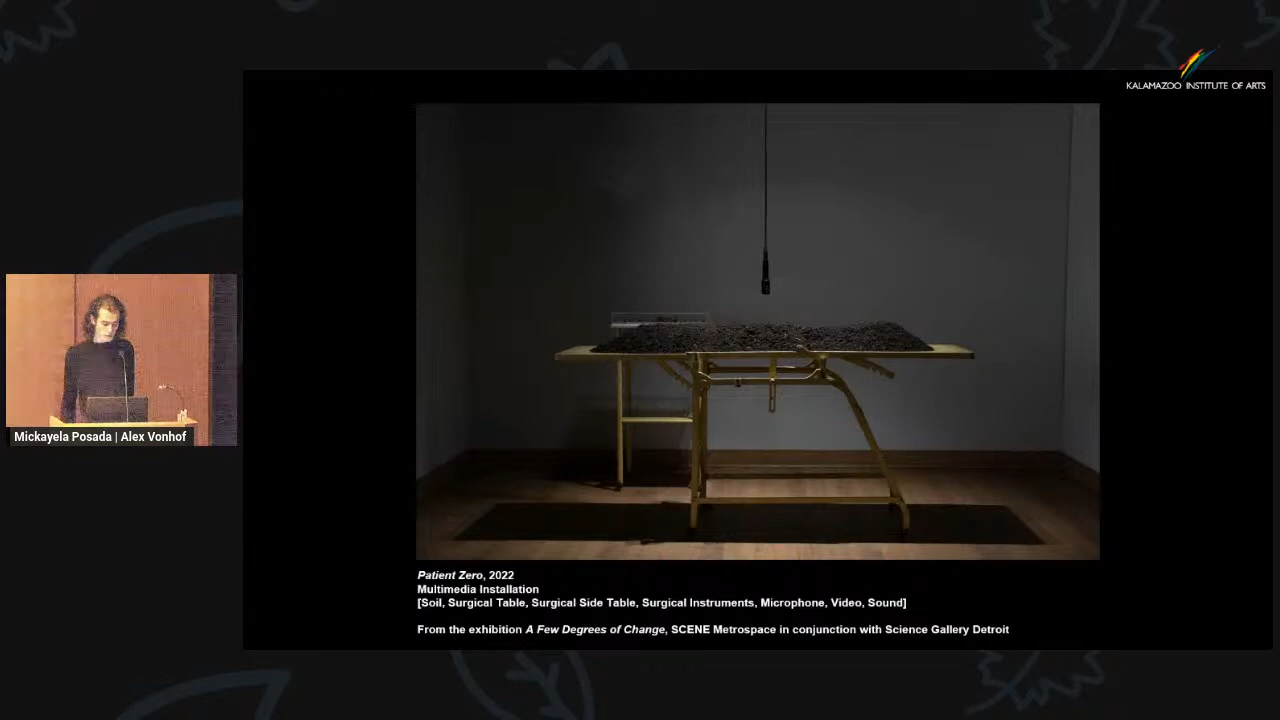 KALAMAZOO INSTITUTE OF ARTS
Mickayela Posada | Alex Vonhof
Patient Zero, 2022
Multimedia Installation
[Soil, Surgical Table, Surgical Side Table, Surgical Instruments, Microphone, Video, Sound]
From the exhibition A Few Degrees of Change, SCENE Metrospace in conjunction with Science Gallery Detroit